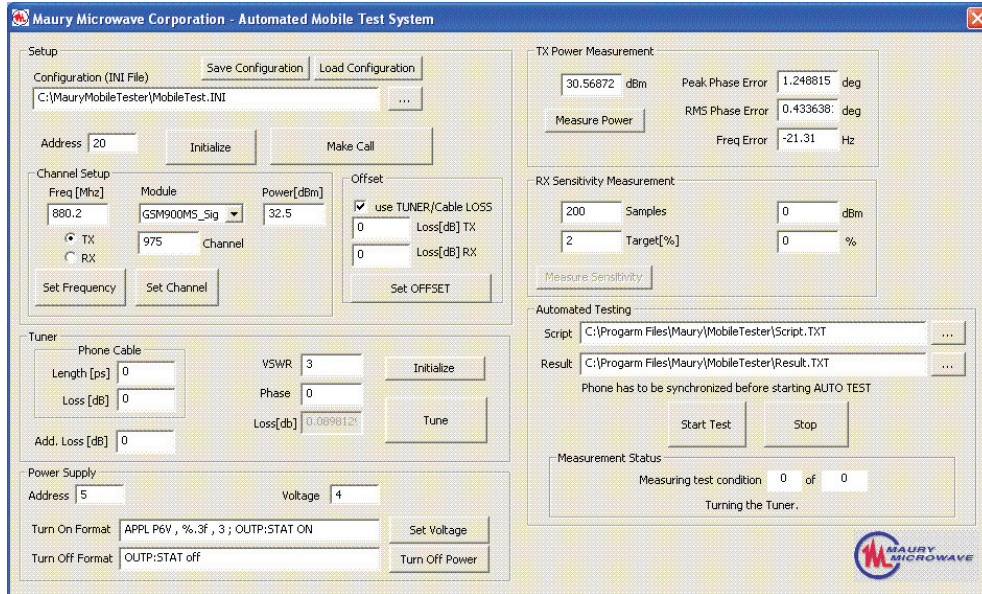 Maury Microwave Corporation - Automated Mobile Test System
Setup
Save Configuration
Load Configuration
Configuration (INI File)
C:\MauryMobileTester\MobileTest.INI
...
Address 20
Initialize
Make Call
Channel Setup
Freq [Mhz]
Module
Power[dBm]
880.2
GSM900MS_Sig
32.5
TX
RX
975
Channel
Set Frequency
Set Channel
Offset
use TUNER/Cable LOSS
0 Loss[dB] TX
0 Loss[dB] RX
Set OFFSET
Tuner
Phone Cable
Length [ps] 0
Loss [dB] 0
Add. Loss [dB] 0
VSWR 3
Phase 0
Loss[db] 0.0898129
Initialize
Tune
Power Supply
Address 5
Voltage 4
Turn On Format APPL P6V , %.3f , 3 ; OUTP:STAT ON
Set Voltage
Turn Off Format OUTP:STAT off
Turn Off Power
TX Power Measurement
30.56872 dBm
Measure Power
Peak Phase Error 1.248815 deg
RMS Phase Error 0.433638: deg
Freq Error -21.31 Hz
RX Sensitivity Measurement
200 Samples
0 dBm
2 Target[%]
0 %
Measure Sensitivity
Automated Testing
Script C:\Progarm Files\Maury\MobileTester\Script.TXT
...
Result C:\Progarm Files\Maury\MobileTester\Result.TXT
...
Phone has to be synchronized before starting AUTO TEST
Start Test
Stop
Measurement Status
Measuring test condition 0 of 0
Turning the Tuner.
MAURY
MICROWAVE